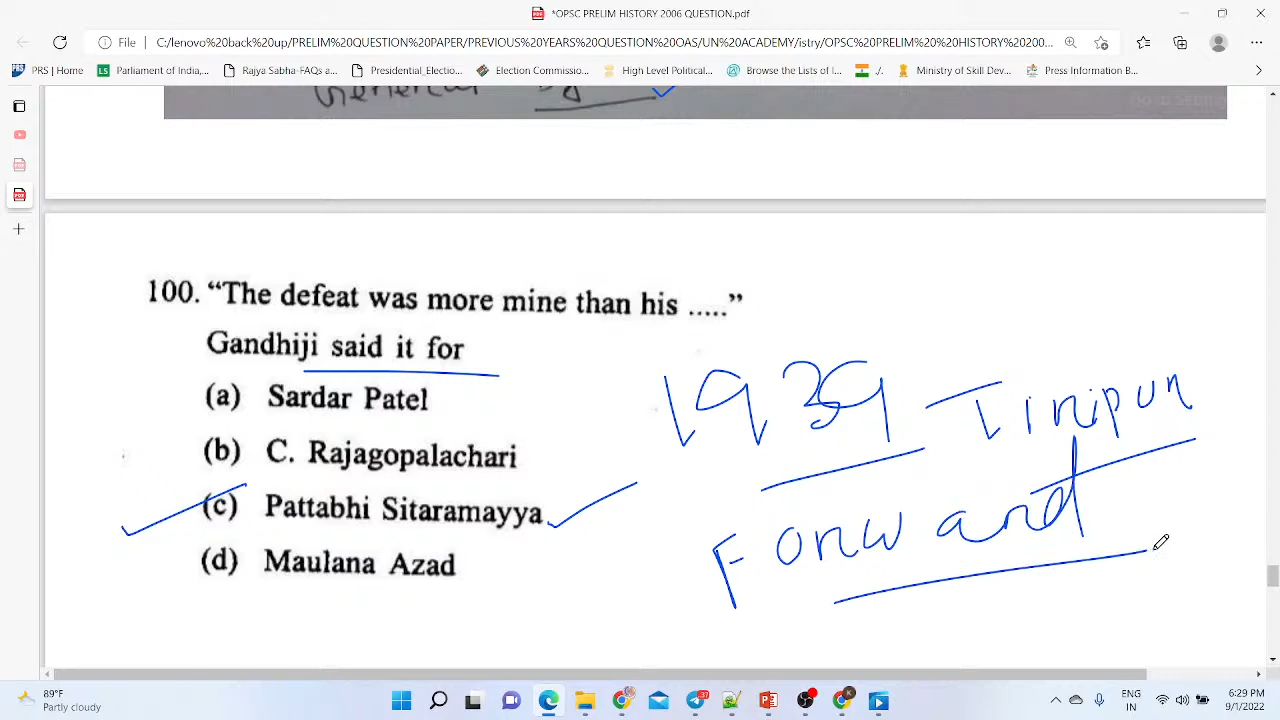 *OPSC PRELIM HISTORY 2006 QUESTION.pdf
File C:/lenovo%20back%20up/PRELIM%20QUESTION%20PAPER/PREVIOUS%20YEARS%20QUESTION%20OAS/UN%20ACADEMY/istry/OPSC%20PRELIM%20%20HISTORY%20200...
PRS | Home Parliament of India Rajya Sabha-FAQs -... Presidential_Electio... Election Commissio... High Level Political... Browse the Lists of I... ./. Ministry of Skill Dev... Press Information B...
General
100. “The defeat was more mine than his .....”
Gandhiji said it for
(a) Sardar Patel
(b) C. Rajagopalachari
(c) Pattabhi Sitaramayya
(d) Maulana Azad
1939 Tiripuri
Forward
89°F
Partly cloudy
37
ENG
IN
6:29 PM
9/1/2022